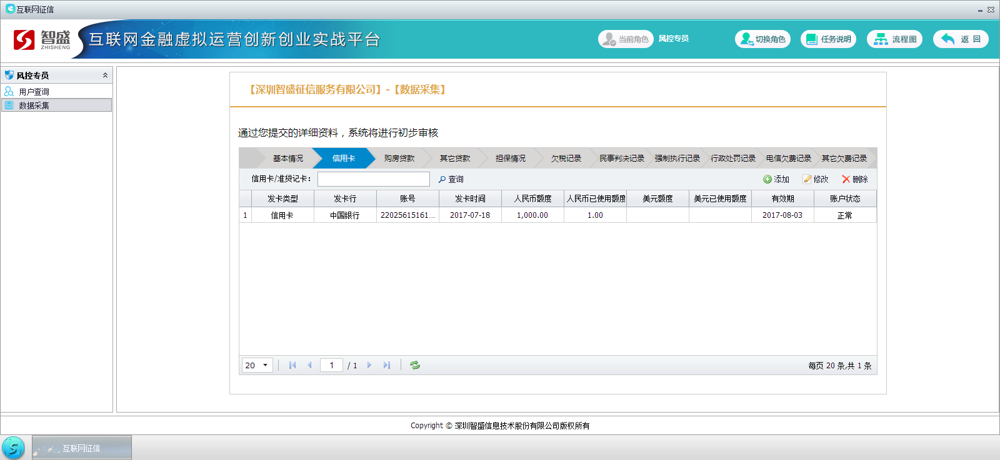 互联网征信
智盛 ZHISHENG 互联网金融虚拟运营创新创业实战平台 当前角色 风控专员 切换角色 任务说明 流程图 返 回
风控专员
用户查询
数据采集
【深圳智盛征信服务有限公司】-【数据采集】
通过您提交的详细资料，系统将进行初步审核
基本情况 信用卡 购房贷款 其它贷款 担保情况 欠税记录 民事判决记录 强制执行记录 行政处罚记录 电信欠费记录 其它欠费记录
信用卡/准贷记卡： 查询 添加 修改 删除
发卡类型 发卡行 账号 发卡时间 人民币额度 人民币已使用额度 美元额度 美元已使用额度 有效期 账户状态
1 信用卡 中国银行 22025615161... 2017-07-18 1,000.00 1.00 2017-08-03 正常
20 1 / 1 每页 20 条,共 1 条
Copyright © 深圳智盛信息技术股份有限公司版权所有
互联网征信